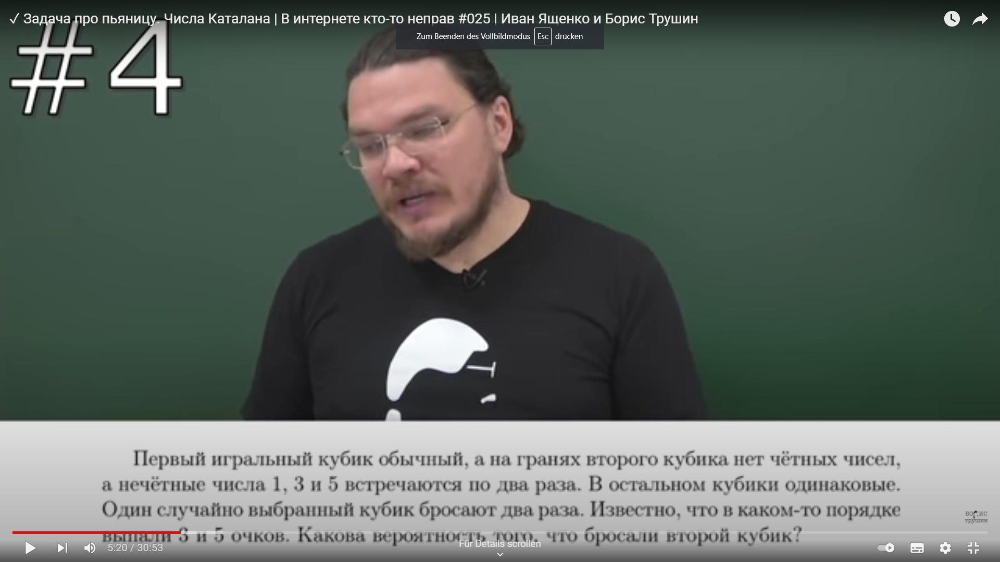 ✓ Задача про пьяницу. Числа Каталана | В интернете кто-то неправ #025 | Иван Ященко и Борис Трушин
Zum Beenden des Vollbildmodus Esc drücken
#4
Первый игральный кубик обычный, а на гранях второго кубика нет чётных чисел,
а нечётные числа 1, 3 и 5 встречаются по два раза. В остальном кубики одинаковые.
Один случайно выбранный кубик бросают два раза. Известно, что в каком-то порядке
выпали 3 и 5 очков. Какова вероятность того, что бросали второй кубик?
БОРИС
трушин
5:20 / 30:53
Für Details scrollen